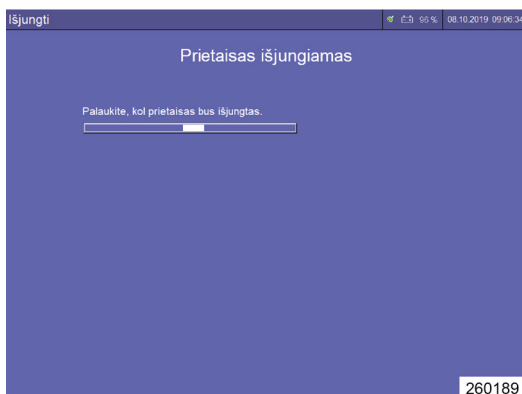 Išjungti 96 % 08.10.2019 09:06:34
Prietaisas išjungiamas
Palaukite, kol prietaisas bus išjungtas.
260189